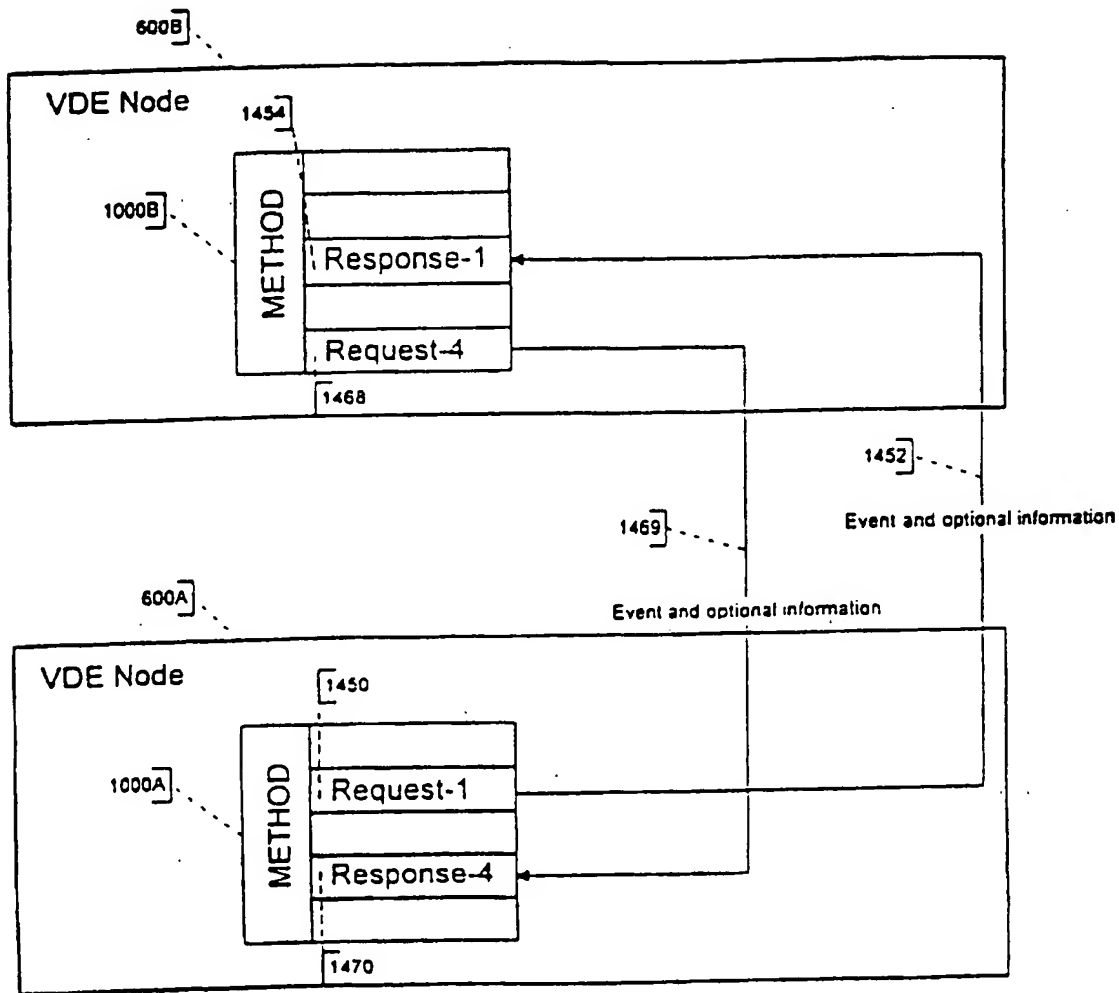 600B
VDE Node
1454
1000B
METHOD
Response-1
Request-4
1468
1452
Event and optional information
1469
600A
Event and optional information
VDE Node
1450
1000A
METHOD
Request-1
Response-4
1470